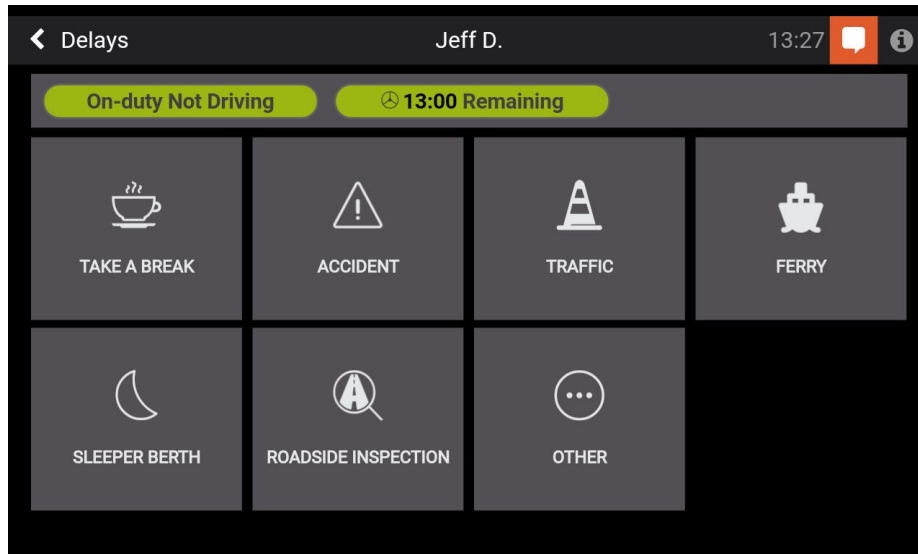 Delays Jeff D. 13:27
On-duty Not Driving 13:00 Remaining
TAKE A BREAK ACCIDENT TRAFFIC FERRY
SLEEPER BERTH ROADSIDE INSPECTION OTHER